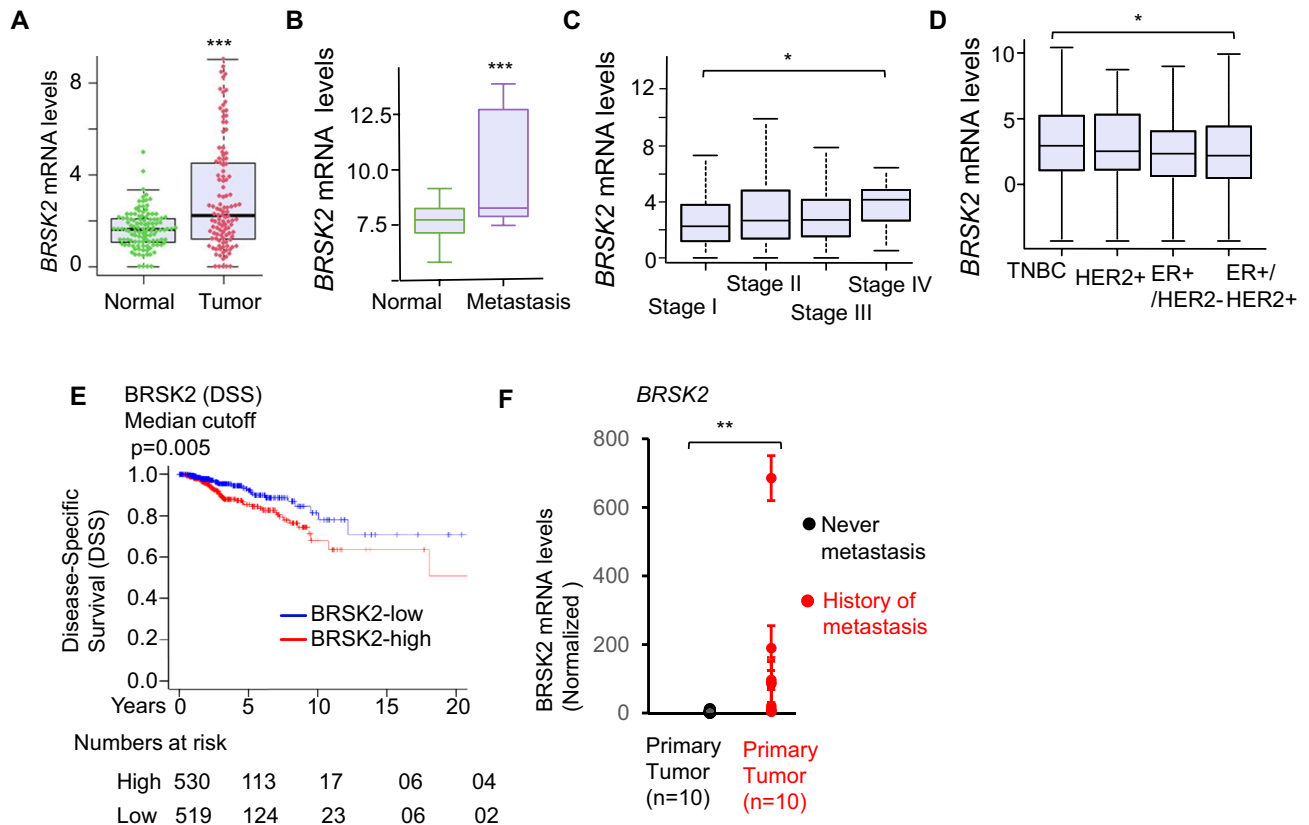 A
***
BRSK2 mRNA levels
8
4
0
Normal
Tumor
B
***
BRSK2 mRNA levels
12.5
10.0
7.5
Normal
Metastasis
C
*
BRSK2 mRNA levels
12
8
4
0
Stage I
Stage II
Stage III
Stage IV
D
*
BRSK2 mRNA levels
10
5
0
TNBC
HER2+
ER+
/HER2-
ER+/
HER2+
E
BRSK2 (DSS)
Median cutoff
p=0.005
Disease-Specific
Survival (DSS)
1.0
0.8
0.6
0.4
0.2
0.0
BRSK2-low
BRSK2-high
Years 0 5 10 15 20
Numbers at risk
High 530 113 17 06 04
Low 519 124 23 06 02
F
BRSK2
**
BRSK2 mRNA levels
(Normalized )
800
600
400
200
0
Never
metastasis
History of
metastasis
Primary
Tumor
(n=10)
Primary
Tumor
(n=10)